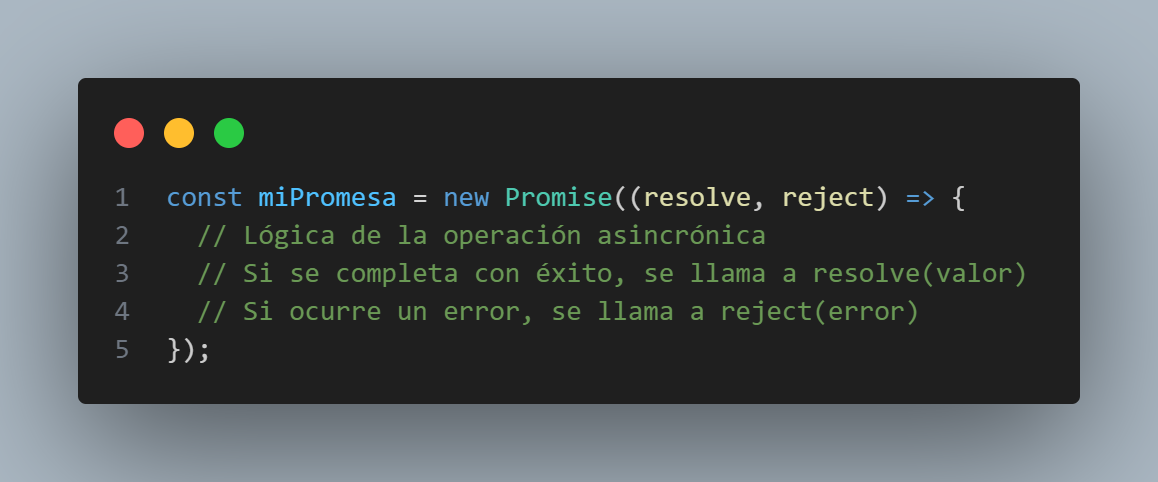 1 const miPromesa = new Promise((resolve, reject) => {
2   // Lógica de la operación asincrónica
3   // Si se completa con éxito, se llama a resolve(valor)
4   // Si ocurre un error, se llama a reject(error)
5 });